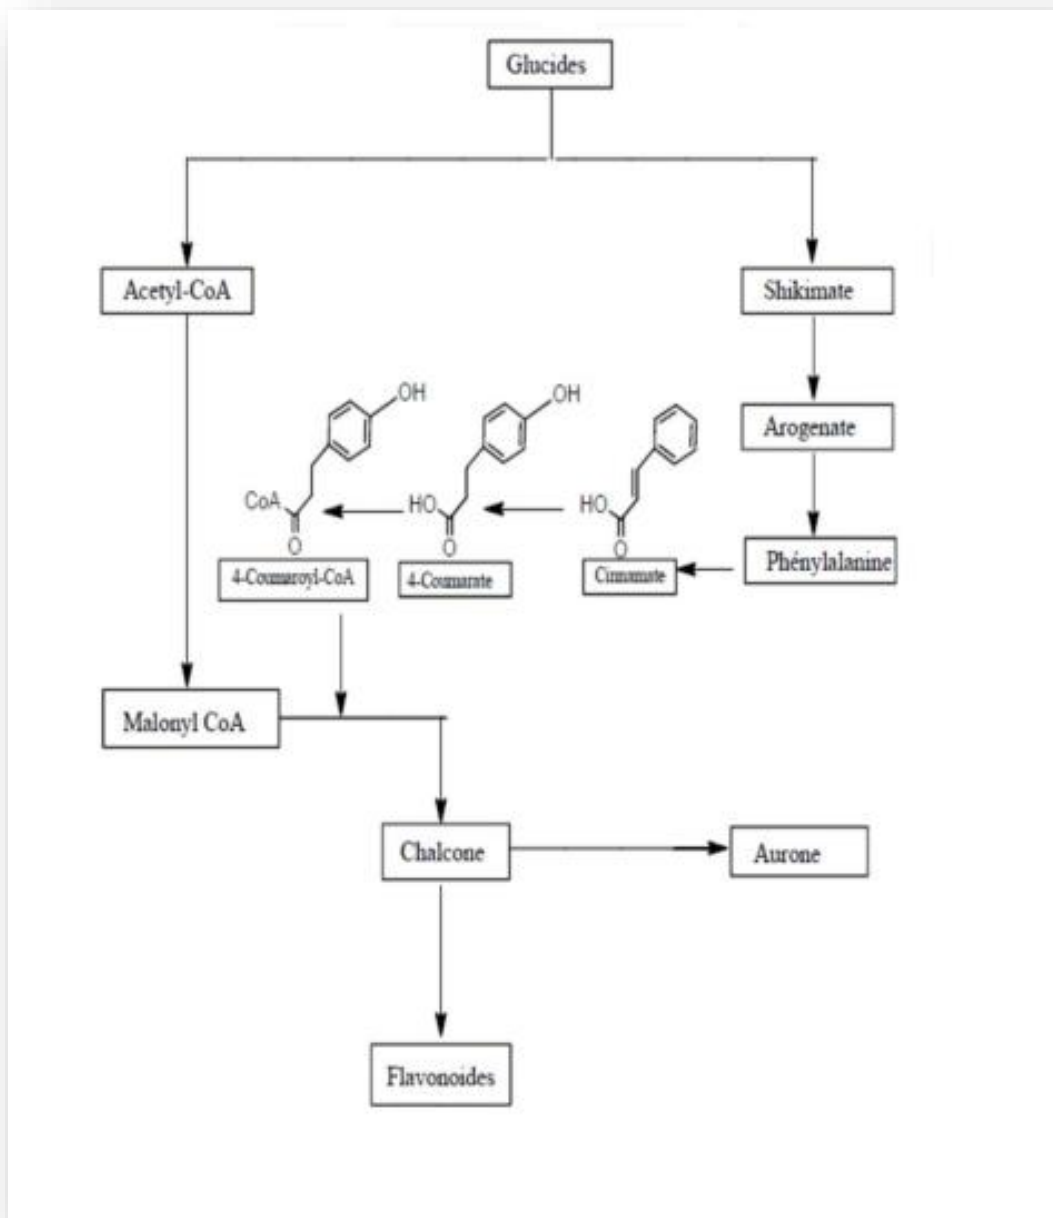 Glucides
Acetyl-CoA
Shikimate
OH
OH
Arogenate
CoA
HO
HO
O
O
O
Phénylalanine
4-Coumaroyl-CoA
4-Coumarate
Cinnamate
Malonyl CoA
Chalcone
Aurone
Flavonoides